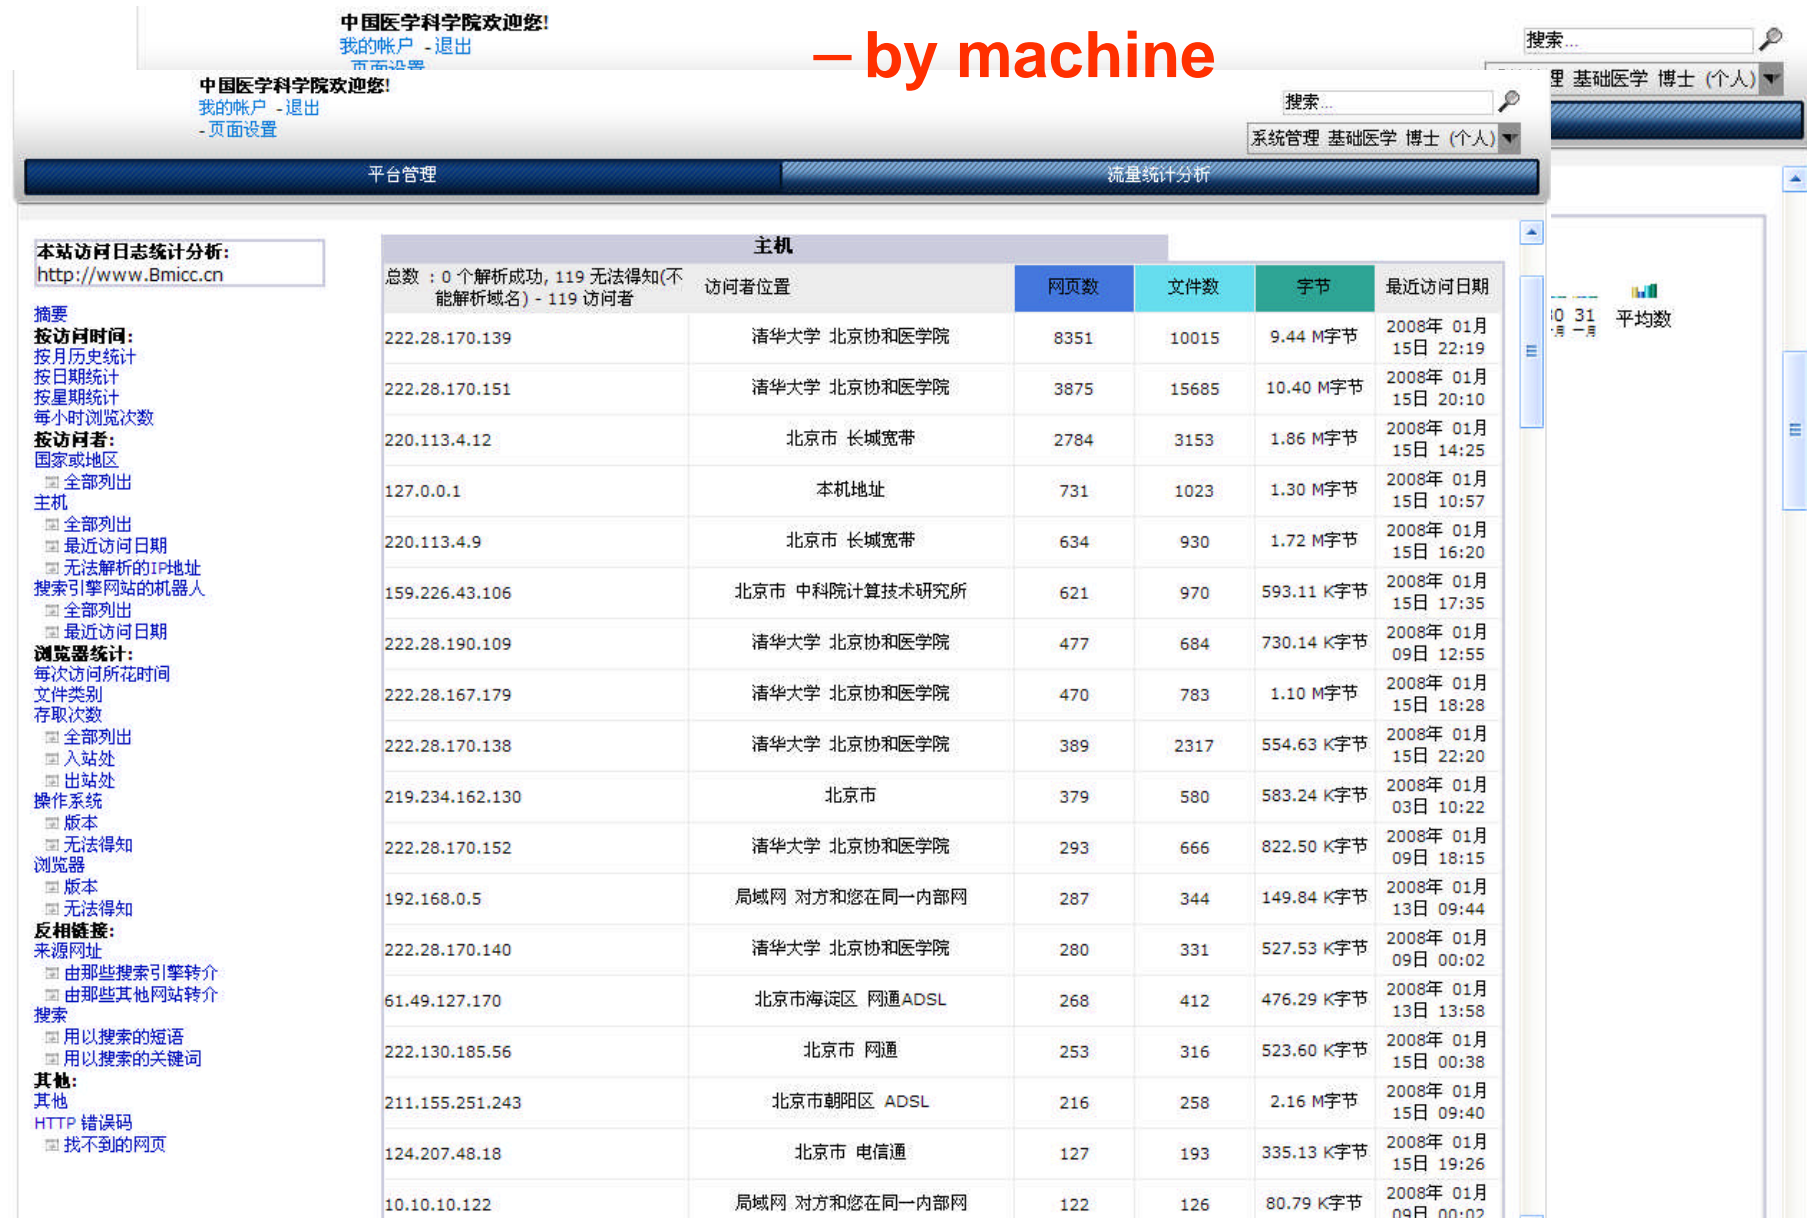 中国医学科学院欢迎您!
我的帐户 -退出
页面设置
– by machine
搜索...
理 基础医学 博士 (个人)
中国医学科学院欢迎您!
我的帐户 -退出
-页面设置
搜索...
系统管理 基础医学 博士 (个人)
平台管理 流量统计分析
30 31
一月
平均数
本站访问日志统计分析:
http://www.Bmicc.cn
摘要
按访问时间:
按月历史统计
按日期统计
按星期统计
每小时浏览次数
按访问者:
国家或地区
全部列出
主机
全部列出
最近访问日期
无法解析的IP地址
搜索引擎网站的机器人
全部列出
最近访问日期
浏览器统计:
每次访问所花时间
文件类别
存取次数
全部列出
入站处
出站处
操作系统
版本
无法得知
浏览器
版本
无法得知
反相链接:
来源网址
由那些搜索引擎转介
由那些其他网站转介
搜索
用以搜索的短语
用以搜索的关键词
其他:
其他
HTTP 错误码
找不到的网页
主机
总数 : 0 个解析成功, 119 无法得知(不能解析域名) - 119 访问者 访问者位置 网页数 文件数 字节 最近访问日期
222.28.170.139 清华大学 北京协和医学院 8351 10015 9.44 M字节 2008年 01月 15日 22:19
222.28.170.151 清华大学 北京协和医学院 3875 15685 10.40 M字节 2008年 01月 15日 20:10
220.113.4.12 北京市 长城宽带 2784 3153 1.86 M字节 2008年 01月 15日 14:25
127.0.0.1 本机地址 731 1023 1.30 M字节 2008年 01月 15日 10:57
220.113.4.9 北京市 长城宽带 634 930 1.72 M字节 2008年 01月 15日 16:20
159.226.43.106 北京市 中科院计算技术研究所 621 970 593.11 K字节 2008年 01月 15日 17:35
222.28.190.109 清华大学 北京协和医学院 477 684 730.14 K字节 2008年 01月 09日 12:55
222.28.167.179 清华大学 北京协和医学院 470 783 1.10 M字节 2008年 01月 15日 18:28
222.28.170.138 清华大学 北京协和医学院 389 2317 554.63 K字节 2008年 01月 15日 22:20
219.234.162.130 北京市 379 580 583.24 K字节 2008年 01月 03日 10:22
222.28.170.152 清华大学 北京协和医学院 293 666 822.50 K字节 2008年 01月 09日 18:15
192.168.0.5 局域网 对方和您在同一内部网 287 344 149.84 K字节 2008年 01月 13日 09:44
222.28.170.140 清华大学 北京协和医学院 280 331 527.53 K字节 2008年 01月 09日 00:02
61.49.127.170 北京市海淀区 网通ADSL 268 412 476.29 K字节 2008年 01月 13日 13:58
222.130.185.56 北京市 网通 253 316 523.60 K字节 2008年 01月 15日 00:38
211.155.251.243 北京市朝阳区 ADSL 216 258 2.16 M字节 2008年 01月 15日 09:40
124.207.48.18 北京市 电信通 127 193 335.13 K字节 2008年 01月 15日 19:26
10.10.10.122 局域网 对方和您在同一内部网 122 126 80.79 K字节 2008年 01月 09日 00:02